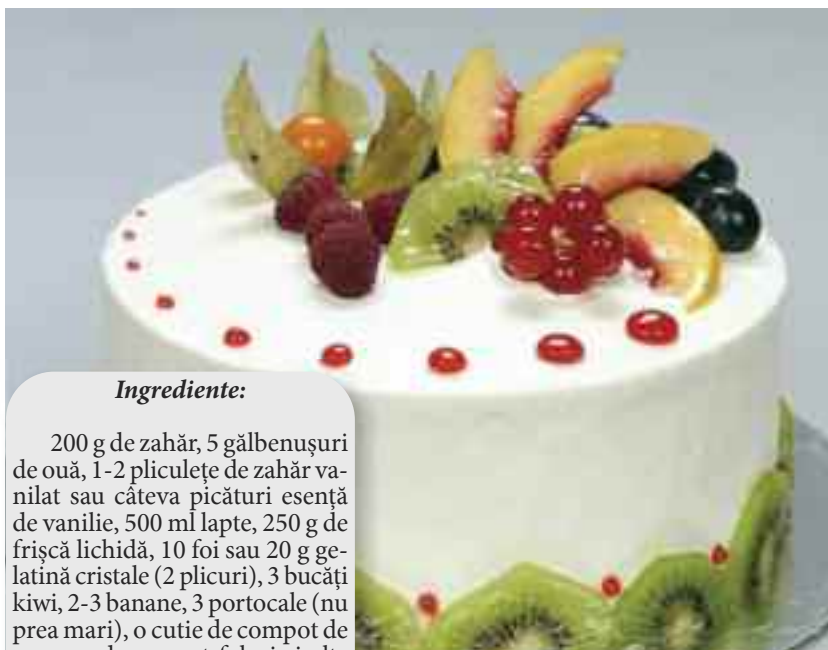 Ingrediente:
200 g de zahăr, 5 gălbenușuri
de ouă, 1-2 pliculețe de zahăr va-
nilat sau câteva picături esență
de vanilie, 500 ml lapte, 250 g de
frișcă lichidă, 10 foi sau 20 g ge-
latină cristale (2 plicuri), 3 bucăți
kiwi, 2-3 banane, 3 portocale (nu
prea mari), o cutie de compot de